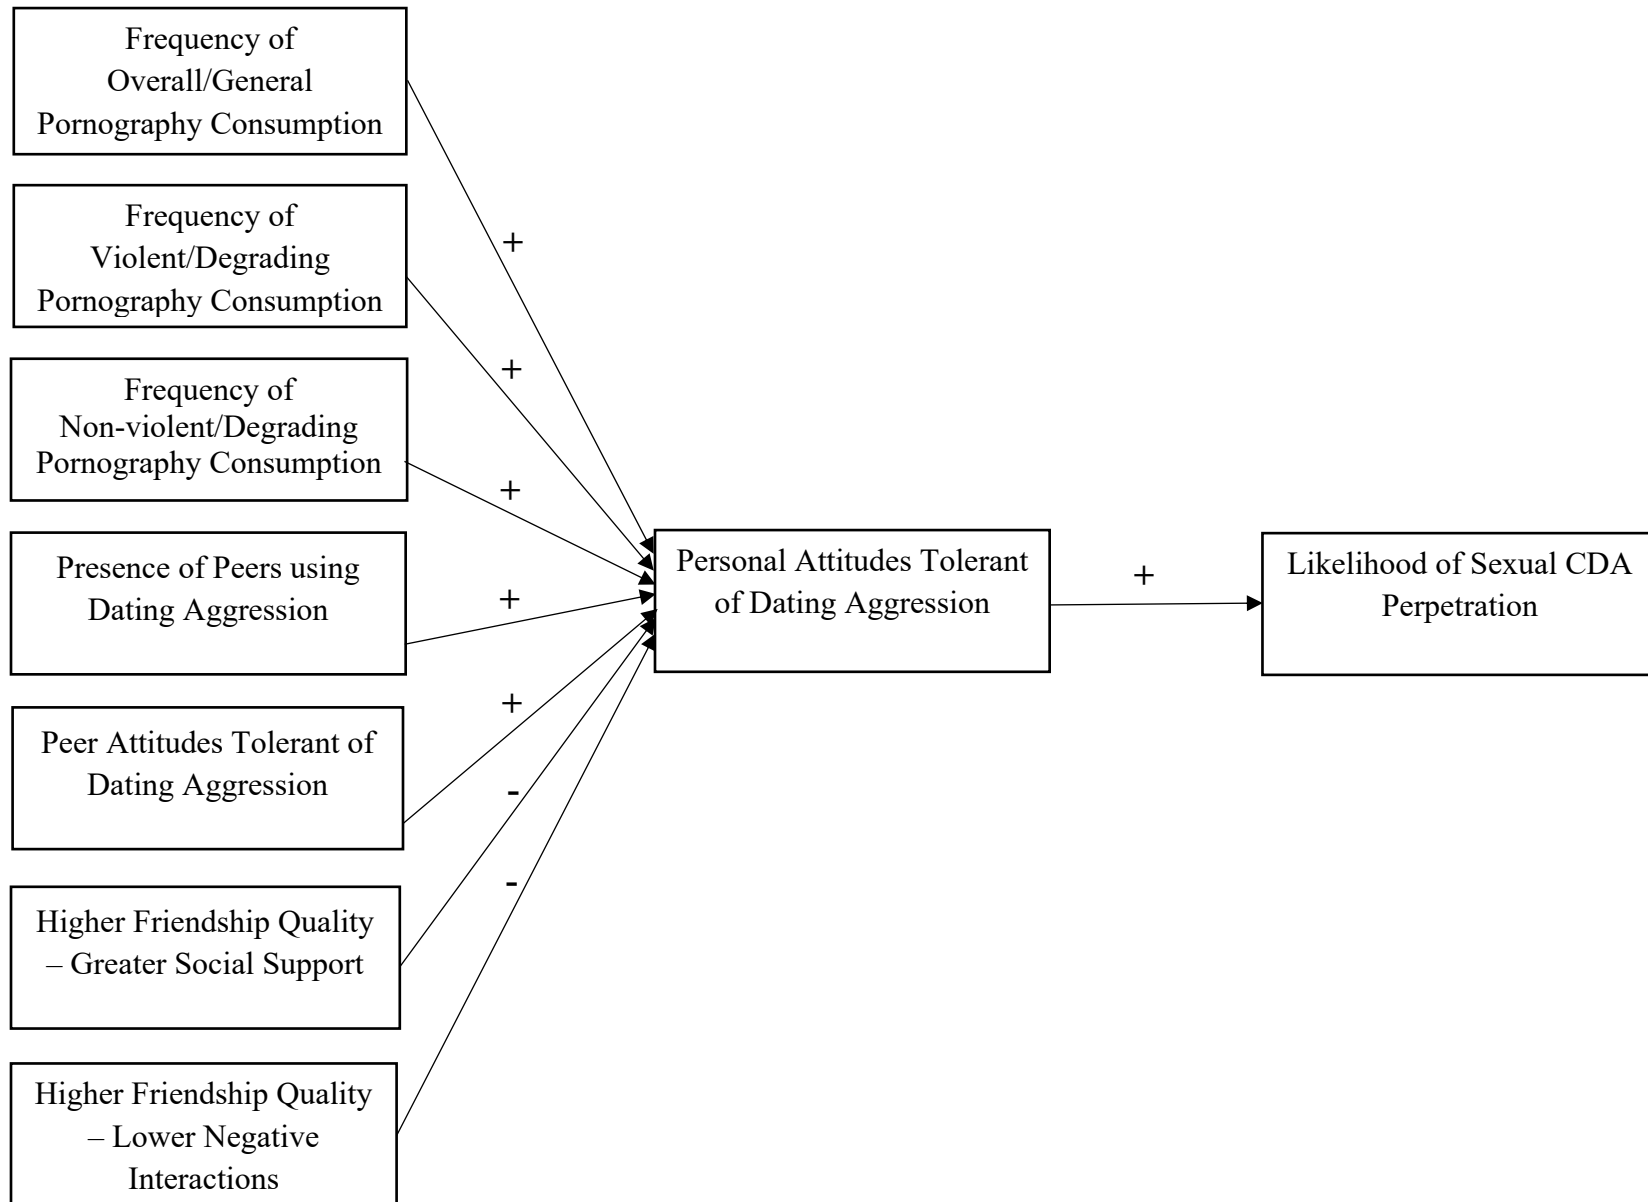 Frequency of
Overall/General
Pornography Consumption
+
Frequency of
Violent/Degrading
Pornography Consumption
+
Frequency of
Non-violent/Degrading
Pornography Consumption
+
Presence of Peers using
Dating Aggression
+
Peer Attitudes Tolerant of
Dating Aggression
+
Higher Friendship Quality
– Greater Social Support
-
Higher Friendship Quality
– Lower Negative
Interactions
-
Personal Attitudes Tolerant
of Dating Aggression
+
Likelihood of Sexual CDA
Perpetration